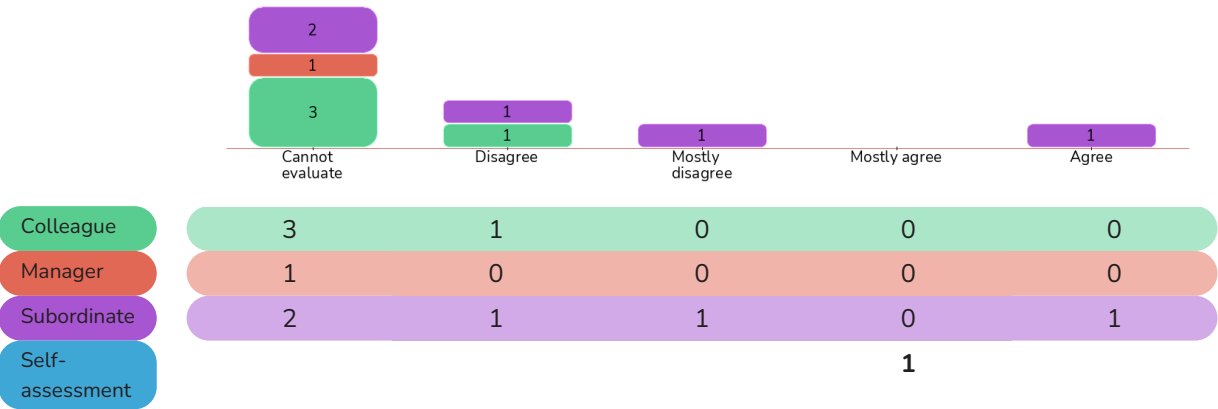 2
1
3
1
1
1
1
Cannot
evaluate
Disagree
Mostly
disagree
Mostly agree
Agree
Colleague 3 1 0 0 0
Manager 1 0 0 0 0
Subordinate 2 1 1 0 1
Self-
assessment
1